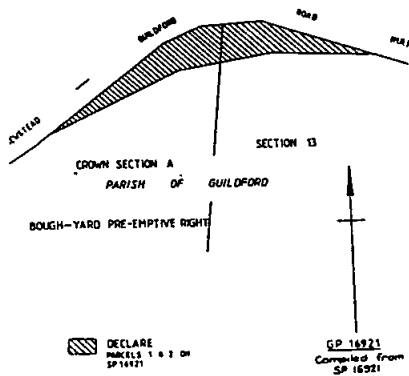 GUILDFORD
ROAD
SECTION 13
CROWN SECTION A
PARISH OF GUILDFORD
BOUGH-YARD PRE-EMPTIVE RIGHT
DECLARE
PARCELS 1 & 2 ON
SP 16921
GP 16921
Compiled from
SP 16921